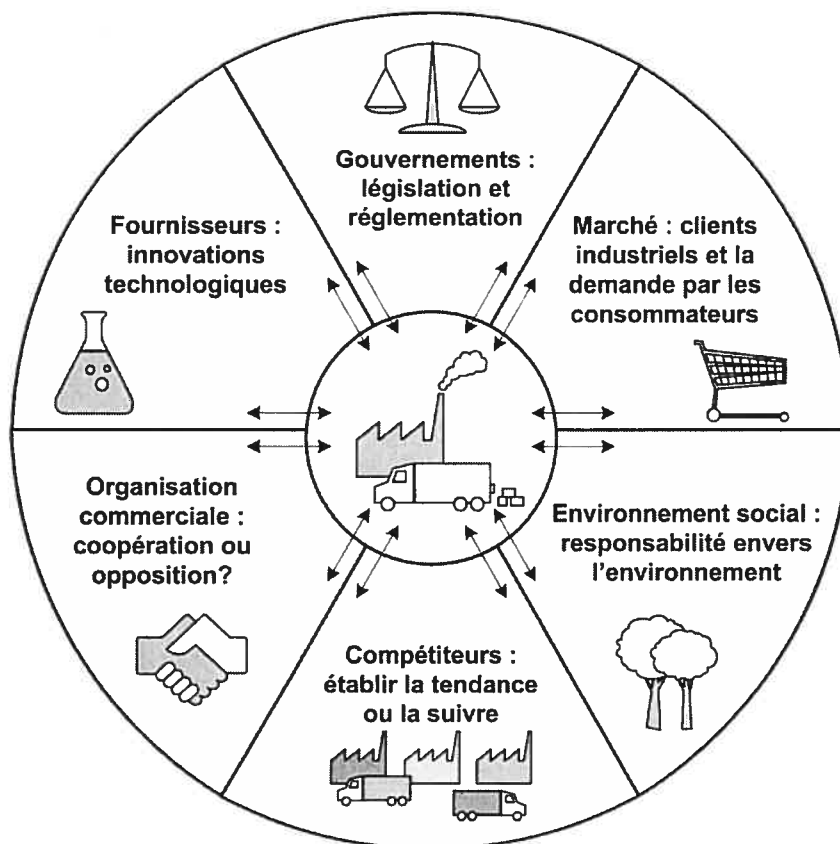 Gouvernements :
législation et
réglementation
Marché : clients
industriels et la
demande par les
consommateurs
Environnement social :
responsabilité envers
l'environnement
Compétiteurs :
établir la tendance
ou la suivre
Organisation
commerciale :
coopération ou
opposition?
Fournisseurs :
innovations
technologiques